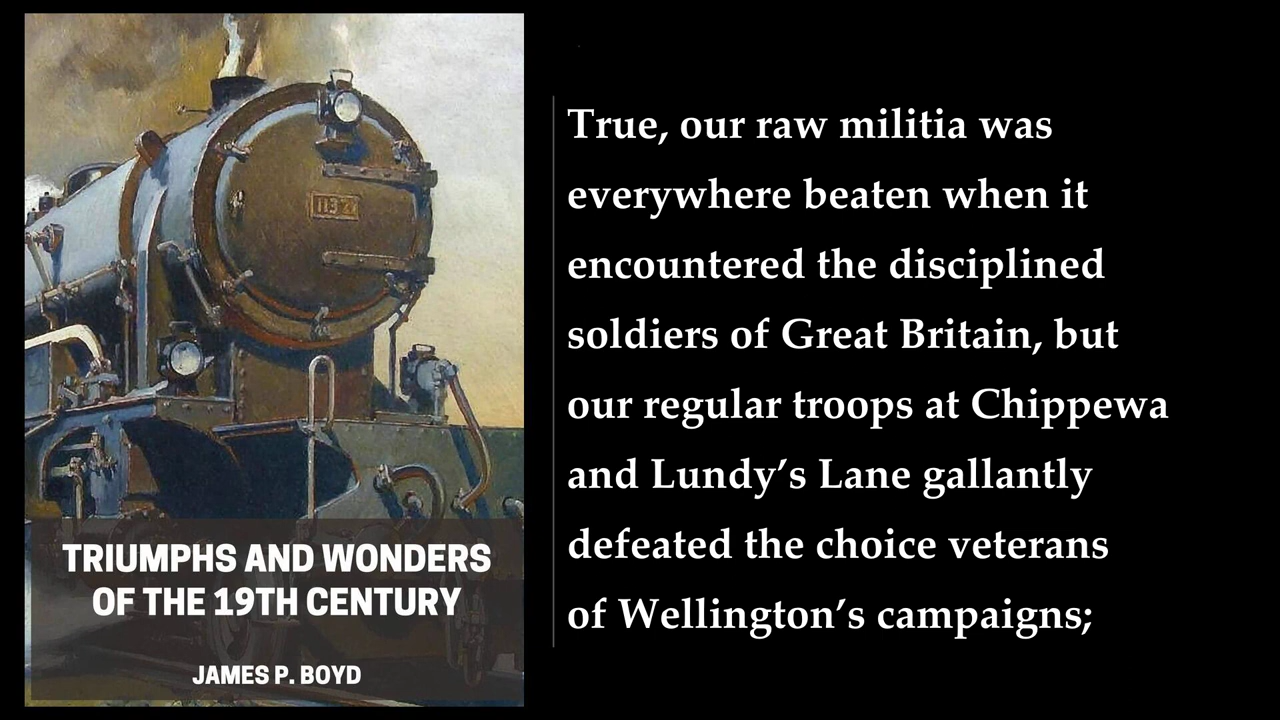 TRIUMPHS AND WONDERS
OF THE 19TH CENTURY
JAMES P. BOYD
True, our raw militia was
everywhere beaten when it
encountered the disciplined
soldiers of Great Britain, but
our regular troops at Chippewa
and Lundy’s Lane gallantly
defeated the choice veterans
of Wellington’s campaigns;